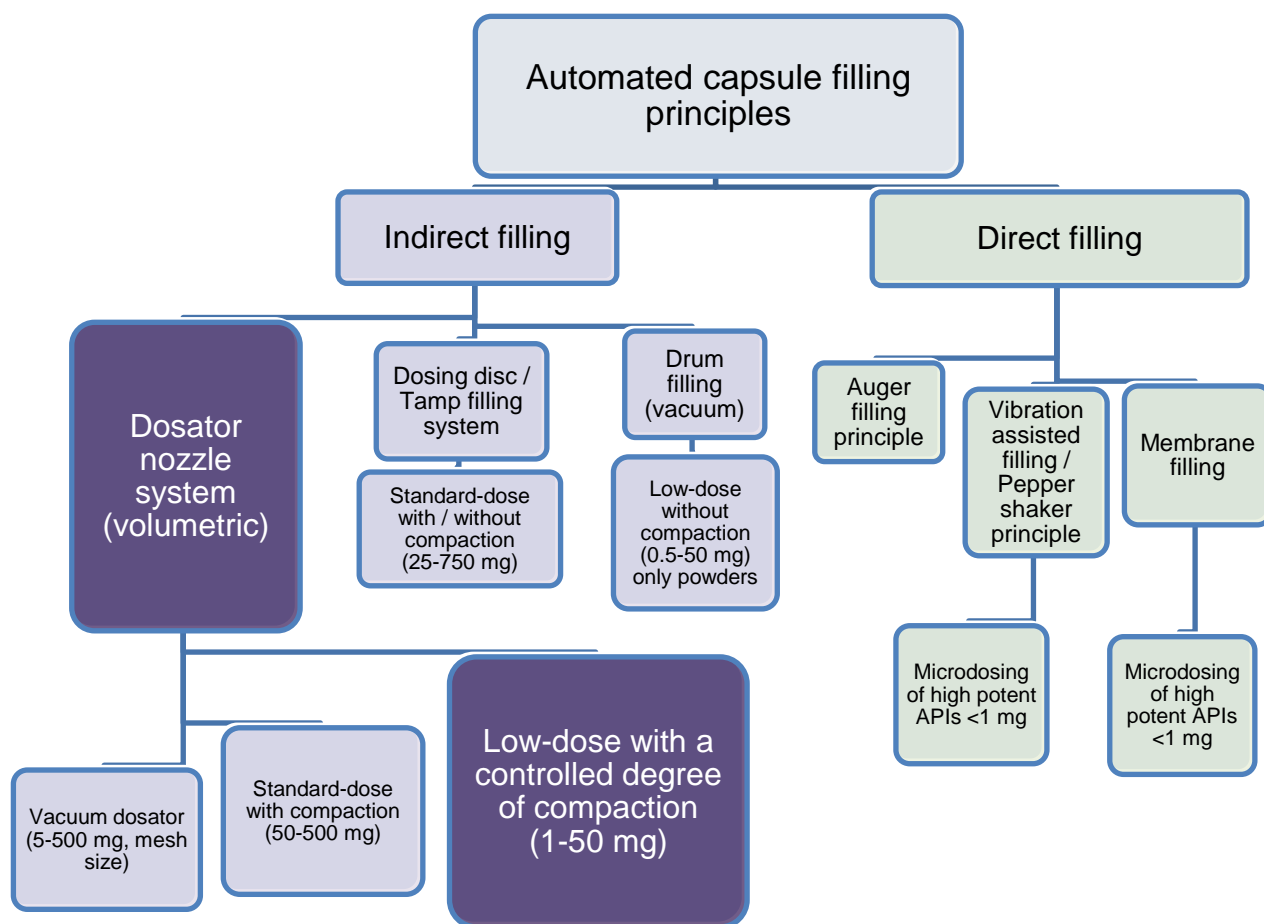 Automated capsule filling
principles
Indirect filling
Direct filling
Dosator
nozzle
system
(volumetric)
Dosing disc /
Tamp filling
system
Drum
filling
(vacuum)
Auger
filling
principle
Vibration
assisted
filling /
Pepper
shaker
principle
Membrane
filling
Standard-dose
with / without
compaction
(25-750 mg)
Low-dose
without
compaction
(0.5-50 mg)
only powders
Microdosing
of high potent
APIs <1 mg
Microdosing
of high
potent APIs
<1 mg
Vacuum dosator
(5-500 mg, mesh
size)
Standard-dose
with compaction
(50-500 mg)
Low-dose with a
controlled degree
of compaction
(1-50 mg)